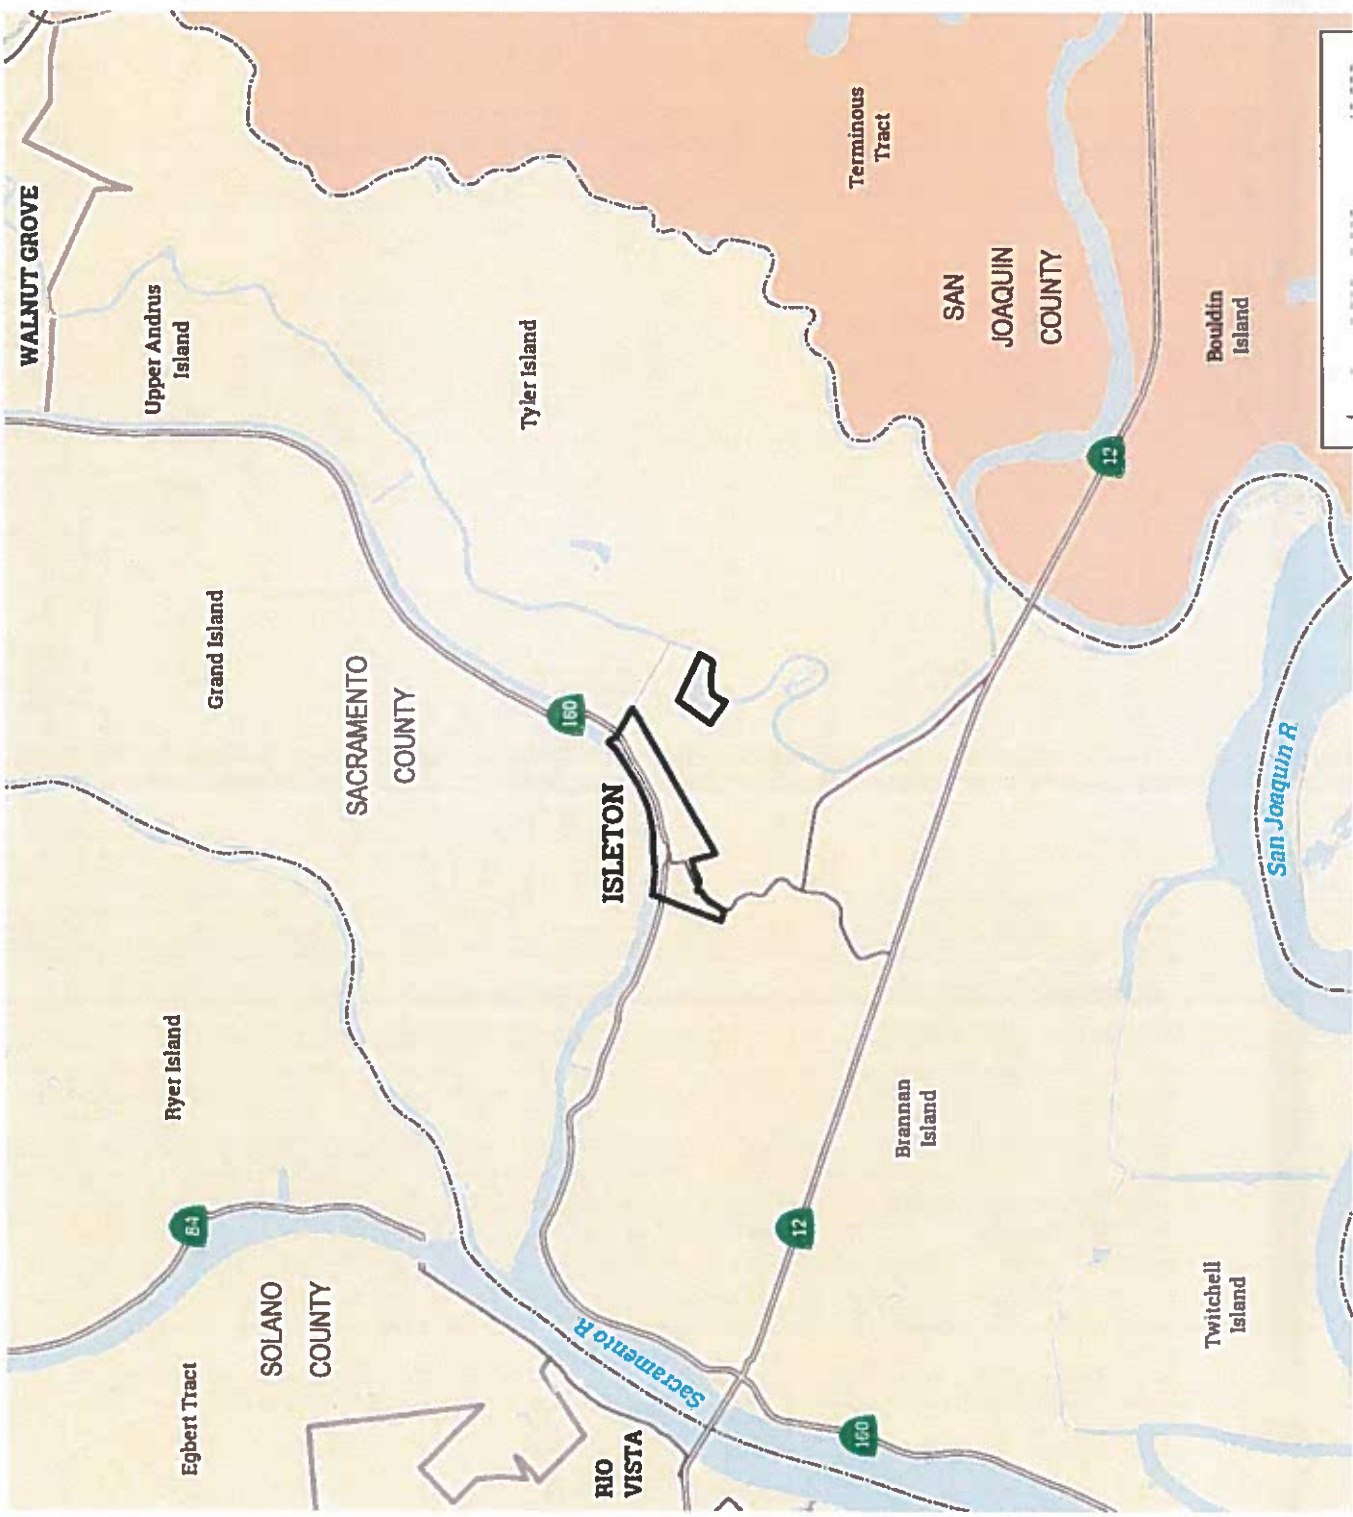 WALNUT GROVE
Upper Andrus
Island
Tyler Island
Terminous
Tract
SAN
JOAQUIN
COUNTY
Bouldin
Island
12
Grand Island
SACRAMENTO
COUNTY
160
ISLETON
San Joaquin R.
Ryer Island
Brannan
Island
84
12
SOLANO
COUNTY
Sacramento R.
Twitchell
Island
Egbert Tract
RIO
VISTA
160